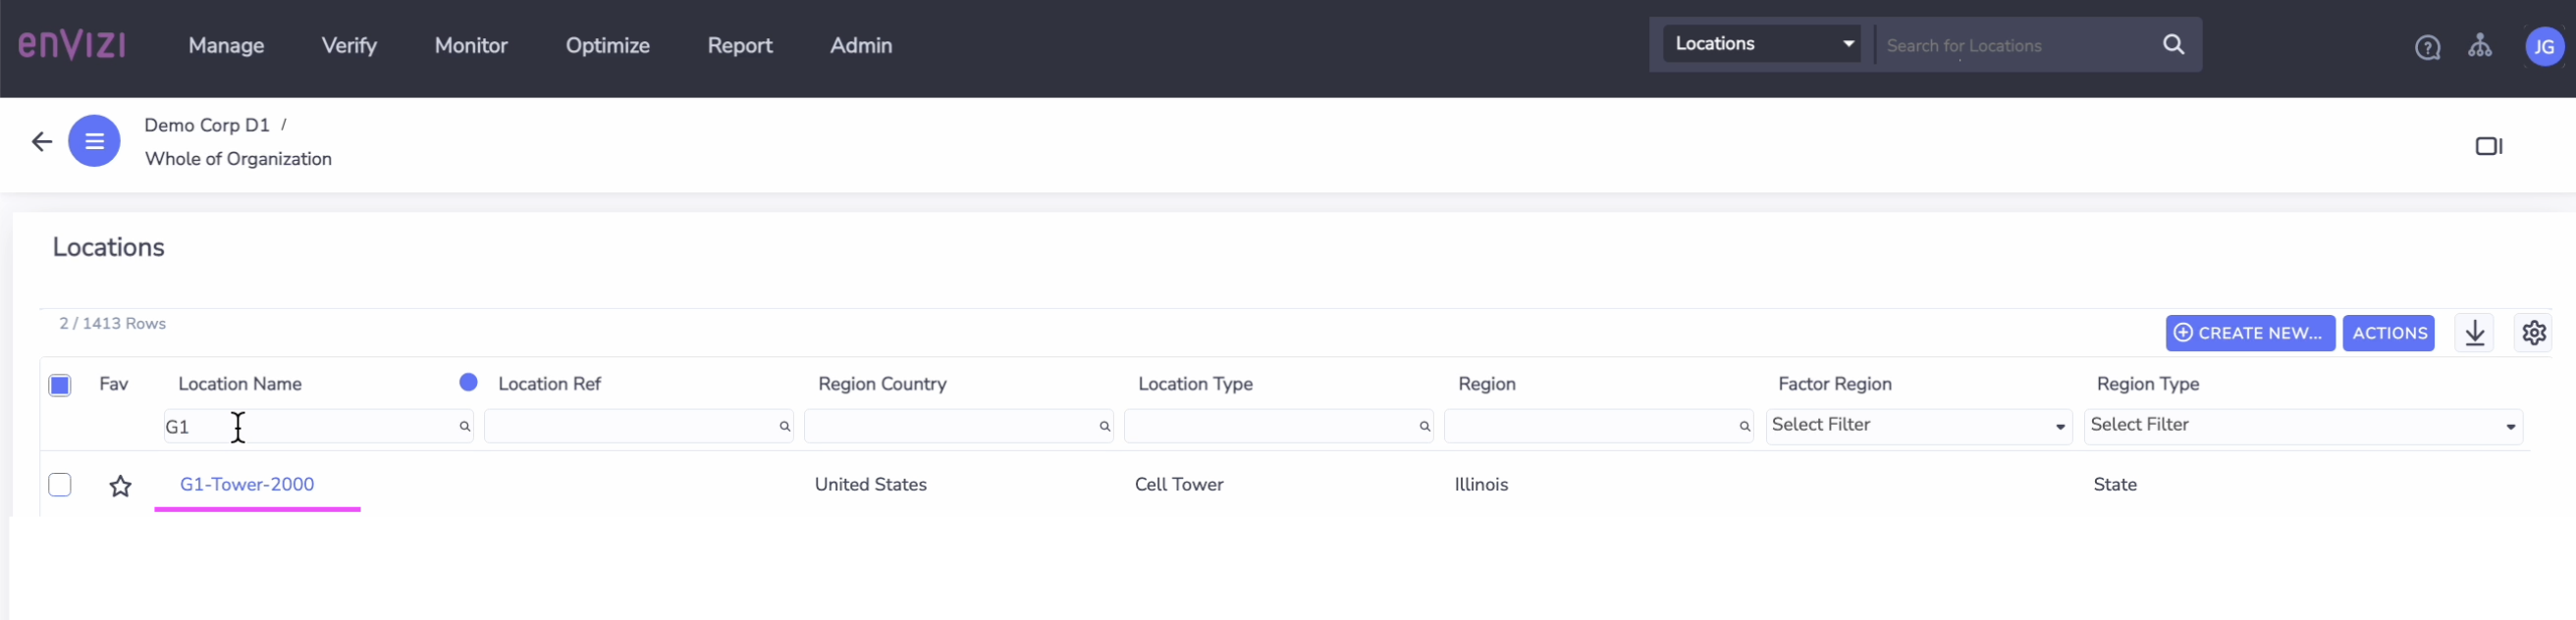 enVIZI Manage Verify Monitor Optimize Report Admin Locations Search for Locations ? JG
Demo Corp D1 /
Whole of Organization
Locations
2 / 1413 Rows
CREATE NEW... ACTIONS
Fav Location Name Location Ref Region Country Location Type Region Factor Region Region Type
G1 Select Filter Select Filter
G1-Tower-2000 United States Cell Tower Illinois State